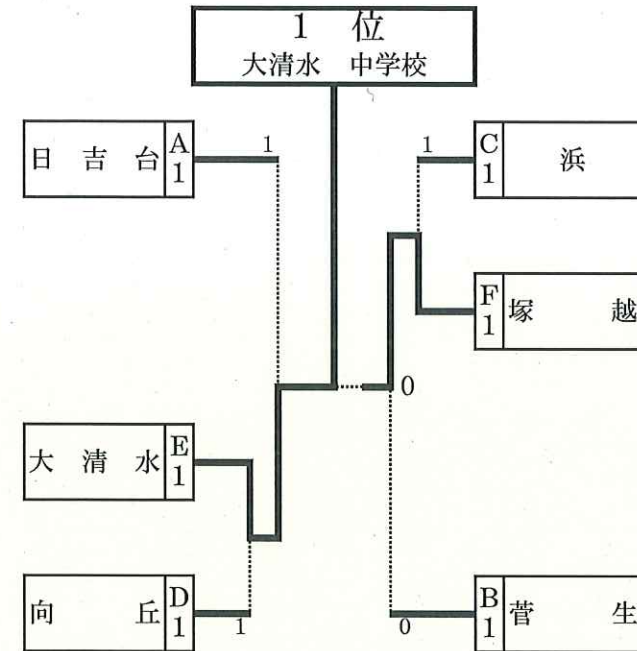 1 位
大清水 中学校
日 吉 台 A 1
1
1
C 1 浜
F 1 塚 越
0
大 清 水 E 1
向 丘 D 1
1
0
B 1 菅 生